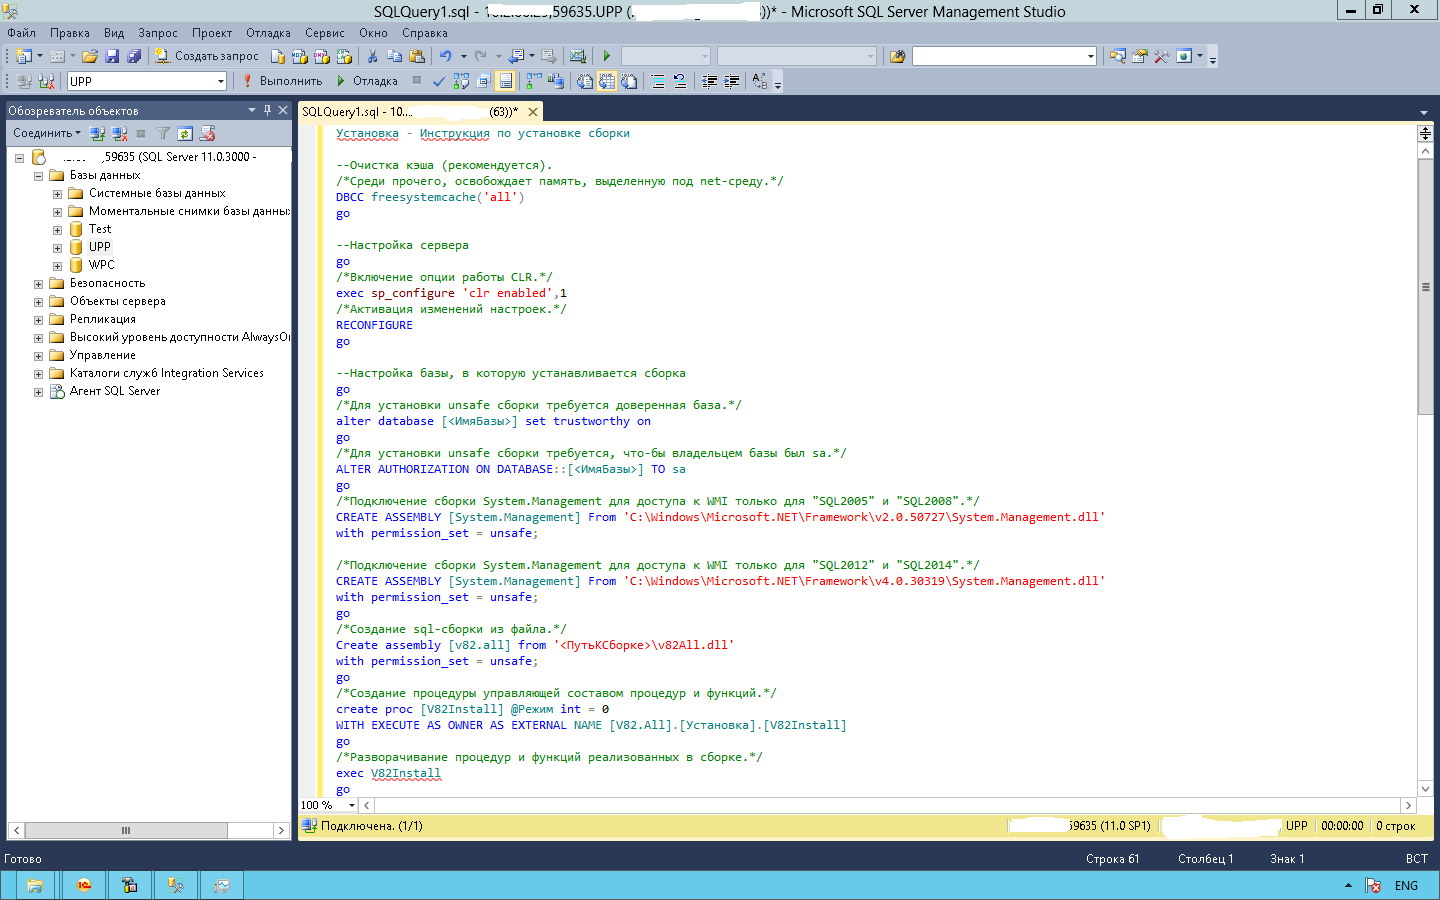 SQLQuery1.sql - 10.2.66.29,59635.UPP (. ))* - Microsoft SQL Server Management Studio
Файл Правка Вид Запрос Проект Отладка Сервис Окно Справка
Создать запрос
UPP Выполнить Отладка
Обозреватель объектов
Соединить
,59635 (SQL Server 11.0.3000 -
Базы данных
Системные базы данных
Моментальные снимки базы данных
Test
UPP
WPC
Безопасность
Объекты сервера
Репликация
Высокий уровень доступности AlwaysOn
Управление
Каталоги служб Integration Services
Агент SQL Server
SQLQuery1.sql - 10.... (63))*
Установка - Инструкция по установке сборки
--Очистка кэша (рекомендуется).
/*Среди прочего, освобождает память, выделенную под net-среду.*/
DBCC freesystemcache('all')
go
--Настройка сервера
go
/*Включение опции работы CLR.*/
exec sp_configure 'clr enabled',1
/*Активация изменений настроек.*/
RECONFIGURE
go
--Настройка базы, в которую устанавливается сборка
go
/*Для установки unsafe сборки требуется доверенная база.*/
alter database [<ИмяБазы>] set trustworthy on
go
/*Для установки unsafe сборки требуется, что-бы владельцем базы был sa.*/
ALTER AUTHORIZATION ON DATABASE::[<ИмяБазы>] TO sa
go
/*Подключение сборки System.Management для доступа к WMI только для "SQL2005" и "SQL2008".*/
CREATE ASSEMBLY [System.Management] From 'C:\Windows\Microsoft.NET\Framework\v2.0.50727\System.Management.dll'
with permission_set = unsafe;
/*Подключение сборки System.Management для доступа к WMI только для "SQL2012" и "SQL2014".*/
CREATE ASSEMBLY [System.Management] From 'C:\Windows\Microsoft.NET\Framework\v4.0.30319\System.Management.dll'
with permission_set = unsafe;
go
/*Создание sql-сборки из файла.*/
Create assembly [v82.all] from '<ПутьКСборке>\v82All.dll'
with permission_set = unsafe;
go
/*Создание процедуры управляющей составом процедур и функций.*/
create proc [V82Install] @Режим int = 0
WITH EXECUTE AS OWNER AS EXTERNAL NAME [V82.All].[Установка].[V82Install]
go
/*Разворачивание процедур и функций реализованных в сборке.*/
exec V82Install
go
100 %
Подключена. (1/1) 59635 (11.0 SP1) UPP 00:00:00 0 строк
Готово Строка 61 Столбец 1 Знак 1 ВСТ
ENG